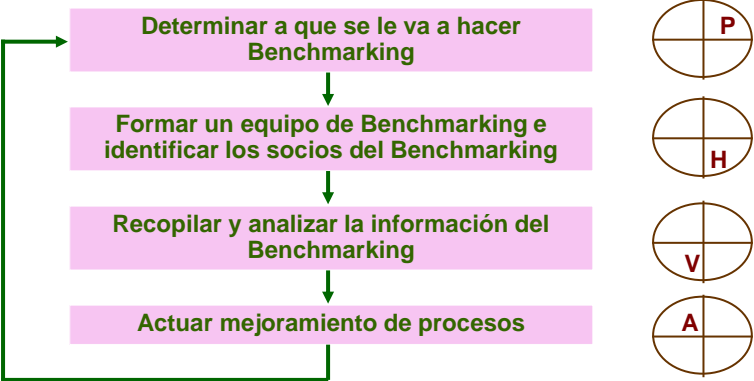 Determinar a que se le va a hacer
Benchmarking
P
Formar un equipo de Benchmarking e
identificar los socios del Benchmarking
H
Recopilar y analizar la información del
Benchmarking
V
Actuar mejoramiento de procesos
A